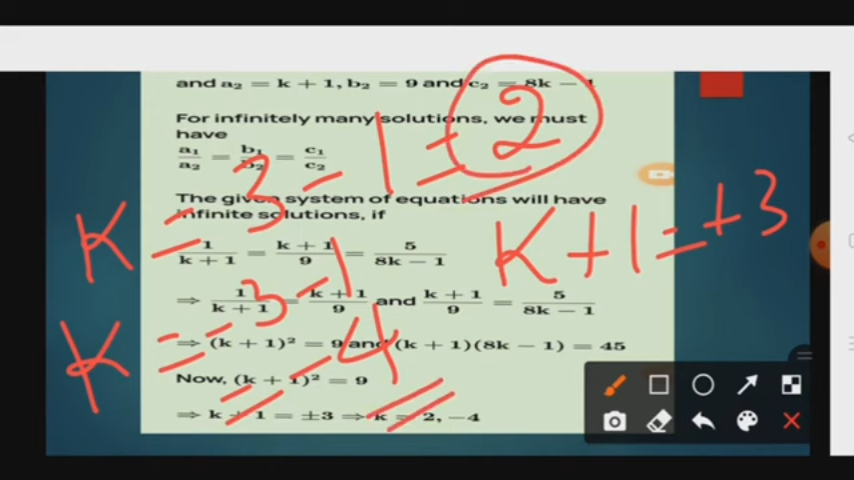 and a₂ = k + 1, b₂ = 9 and c₂ = 8k − 1
For infinitely many solutions, we must
have
a₁/a₂ = b₁/b₂ = c₁/c₂
The given system of equations will have
infinite solutions, if
1/(k + 1) = (k + 1)/9 = 5/(8k − 1)
⇒ 1/(k + 1) = (k + 1)/9 and (k + 1)/9 = 5/(8k − 1)
⇒ (k + 1)² = 9 and (k + 1)(8k − 1) = 45
Now, (k + 1)² = 9
⇒ k + 1 = ±3 ⇒ k = 2, −4
K + 1 = +3
K = 3 - 1 = 2
K = -3 - 1
= -4